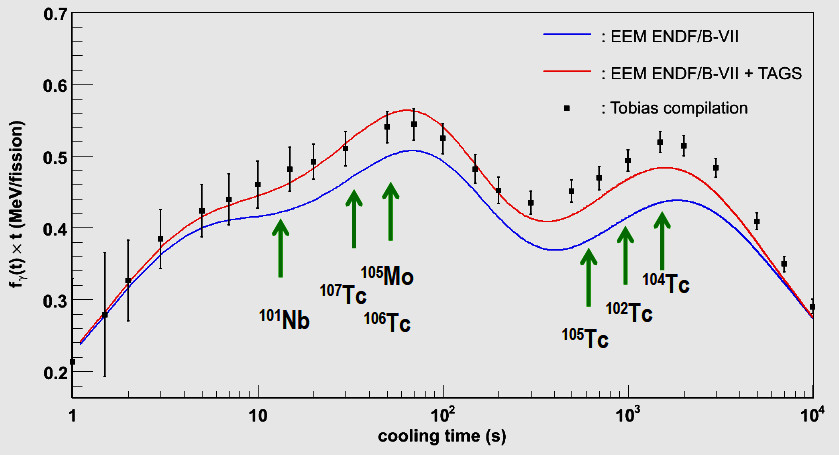 0.7
: EEM ENDF/B-VII
0.6
: EEM ENDF/B-VII + TAGS
: Tobias compilation
0.5
0.4
0.3
0.2
fγ(t) × t (MeV/fission)
¹⁰¹Nb
¹⁰⁷Tc
¹⁰⁵Mo
¹⁰⁶Tc
¹⁰⁵Tc
¹⁰²Tc
¹⁰⁴Tc
1 10 10² 10³ 10⁴
cooling time (s)